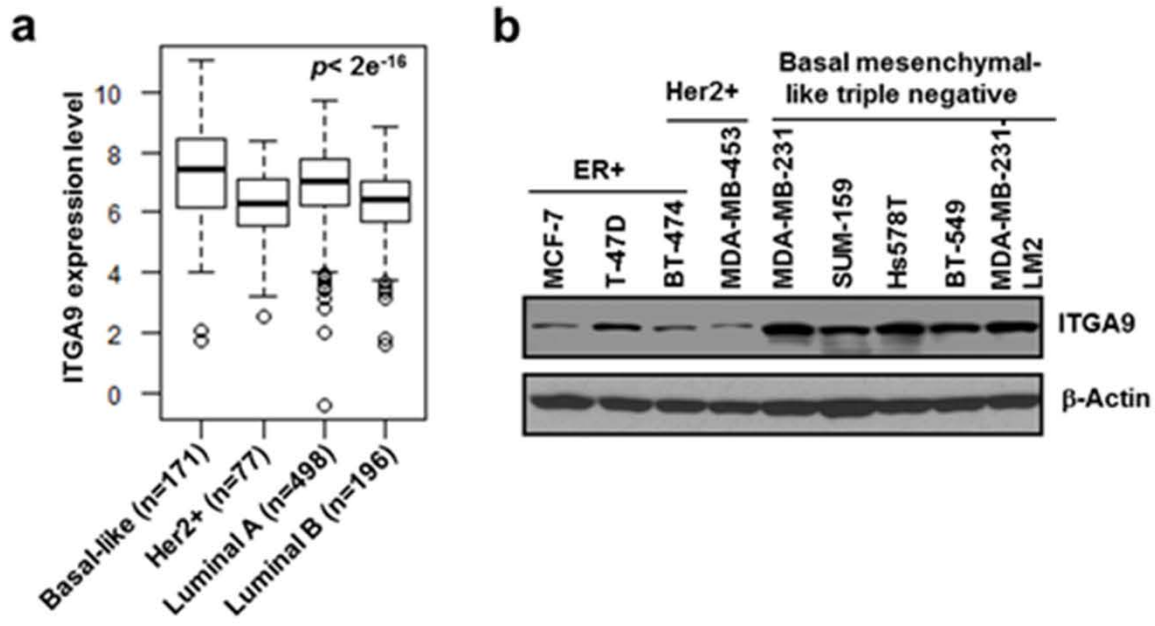 a
p< 2e-16
ITGA9 expression level
10
8
6
4
2
0
Basal-like (n=171)
Her2+ (n=77)
Luminal A (n=498)
Luminal B (n=196)
b
Basal mesenchymal-
like triple negative
Her2+
ER+
MCF-7
T-47D
BT-474
MDA-MB-453
MDA-MB-231
SUM-159
Hs578T
BT-549
MDA-MB-231-
LM2
ITGA9
β-Actin